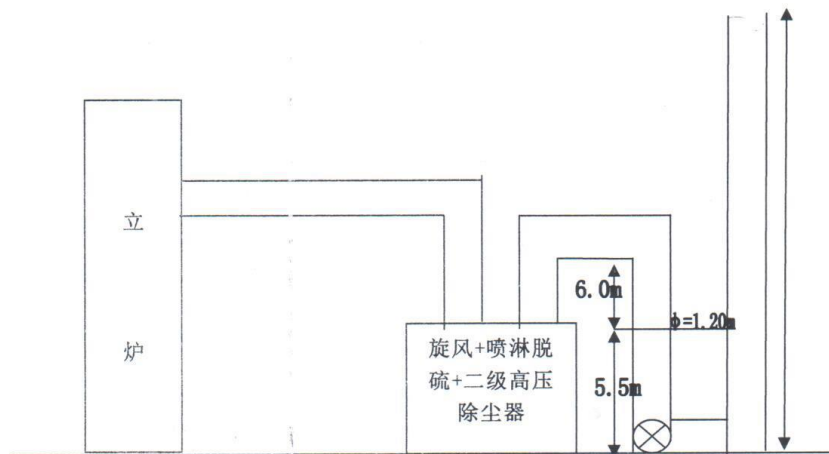 立
炉
6.0m
ϕ=1.20m
旋风+喷淋脱
硫+二级高压
除尘器
5.5m